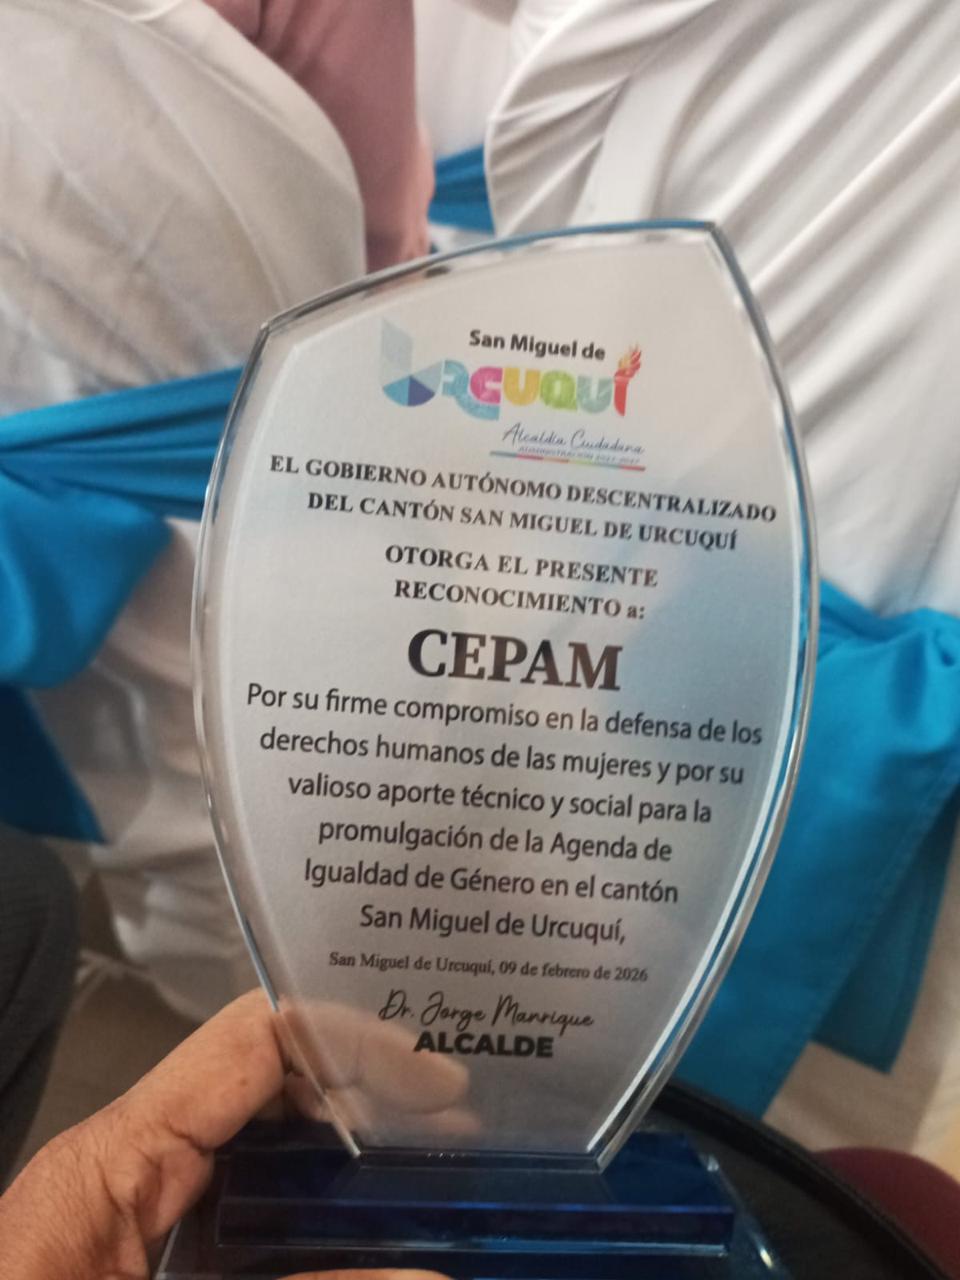 San Miguel de
URCUQUÍ
Alcaldía Ciudadana
EL GOBIERNO AUTÓNOMO DESCENTRALIZADO
DEL CANTÓN SAN MIGUEL DE URCUQUÍ
OTORGA EL PRESENTE
RECONOCIMIENTO a:
CEPAM
Por su firme compromiso en la defensa de los
derechos humanos de las mujeres y por su
valioso aporte técnico y social para la
promulgación de la Agenda de
Igualdad de Género en el cantón
San Miguel de Urcuquí,
San Miguel de Urcuquí, 09 de febrero de 2026
Dr. Jorge Manrique
ALCALDE